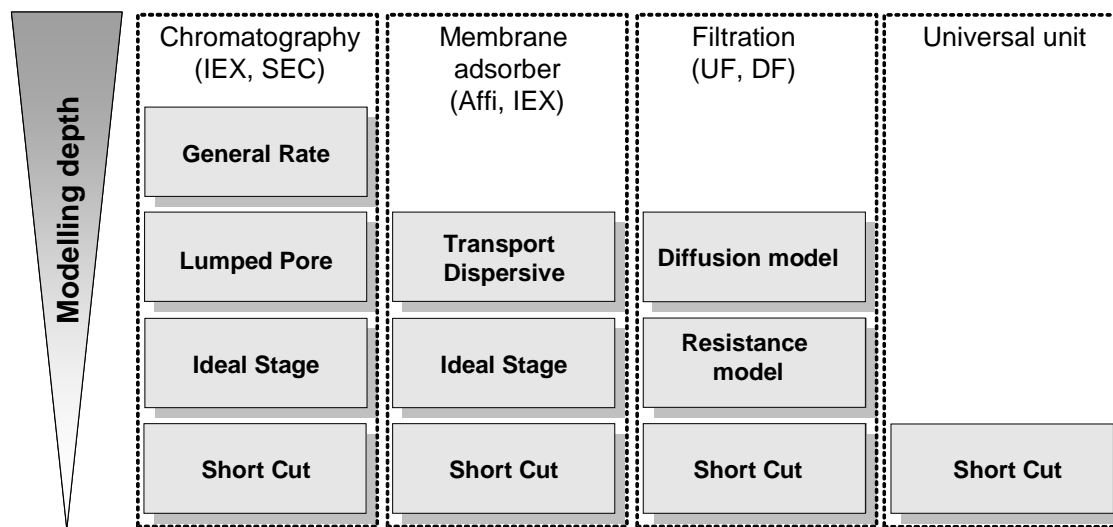 Modelling depth
Chromatography
(IEX, SEC)
General Rate
Lumped Pore
Ideal Stage
Short Cut
Membrane
adsorber
(Affi, IEX)
Transport
Dispersive
Ideal Stage
Short Cut
Filtration
(UF, DF)
Diffusion model
Resistance
model
Short Cut
Universal unit
Short Cut